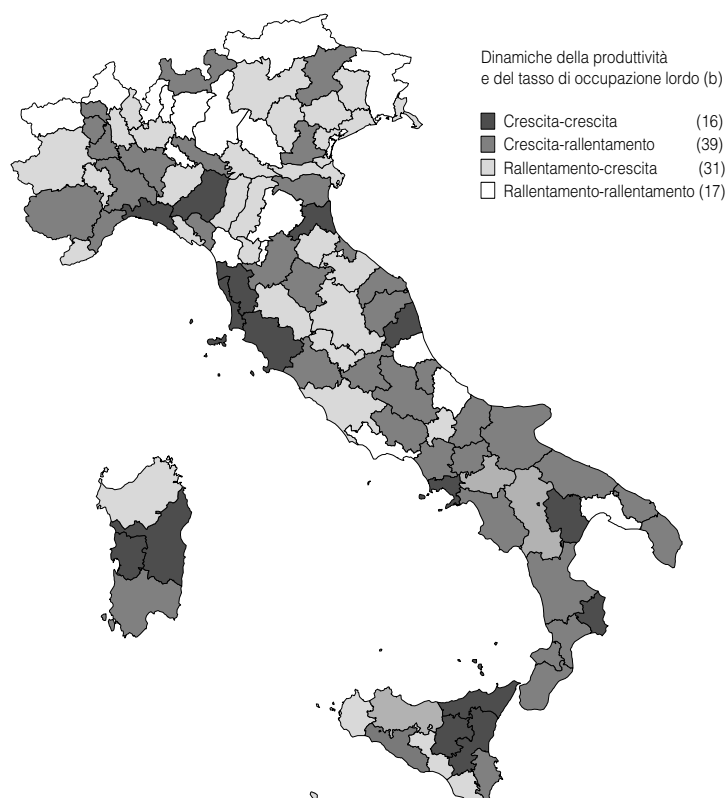 Dinamiche della produttività
e del tasso di occupazione lordo (b)
Crescita-crescita (16)
Crescita-rallentamento (39)
Rallentamento-crescita (31)
Rallentamento-rallentamento (17)